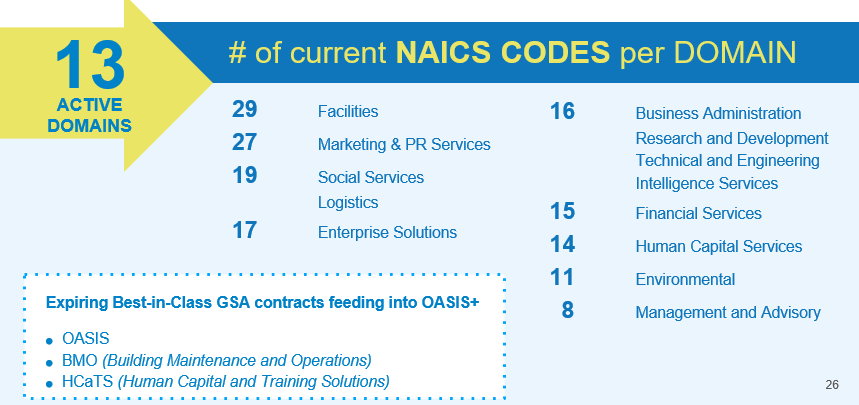 13
ACTIVE
DOMAINS
# of current NAICS CODES per DOMAIN
29 Facilities
27 Marketing & PR Services
19 Social Services
Logistics
17 Enterprise Solutions
16 Business Administration
Research and Development
Technical and Engineering
Intelligence Services
15 Financial Services
14 Human Capital Services
11 Environmental
8 Management and Advisory
Expiring Best-in-Class GSA contracts feeding into OASIS+
• OASIS
• BMO (Building Maintenance and Operations)
• HCaTS (Human Capital and Training Solutions)
26